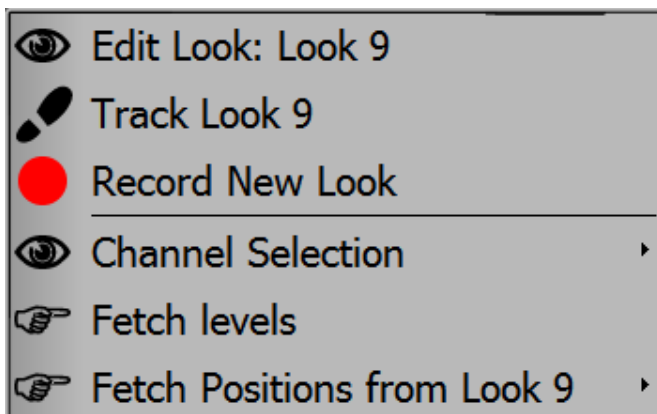 Edit Look: Look 9
Track Look 9
Record New Look
Channel Selection
Fetch levels
Fetch Positions from Look 9